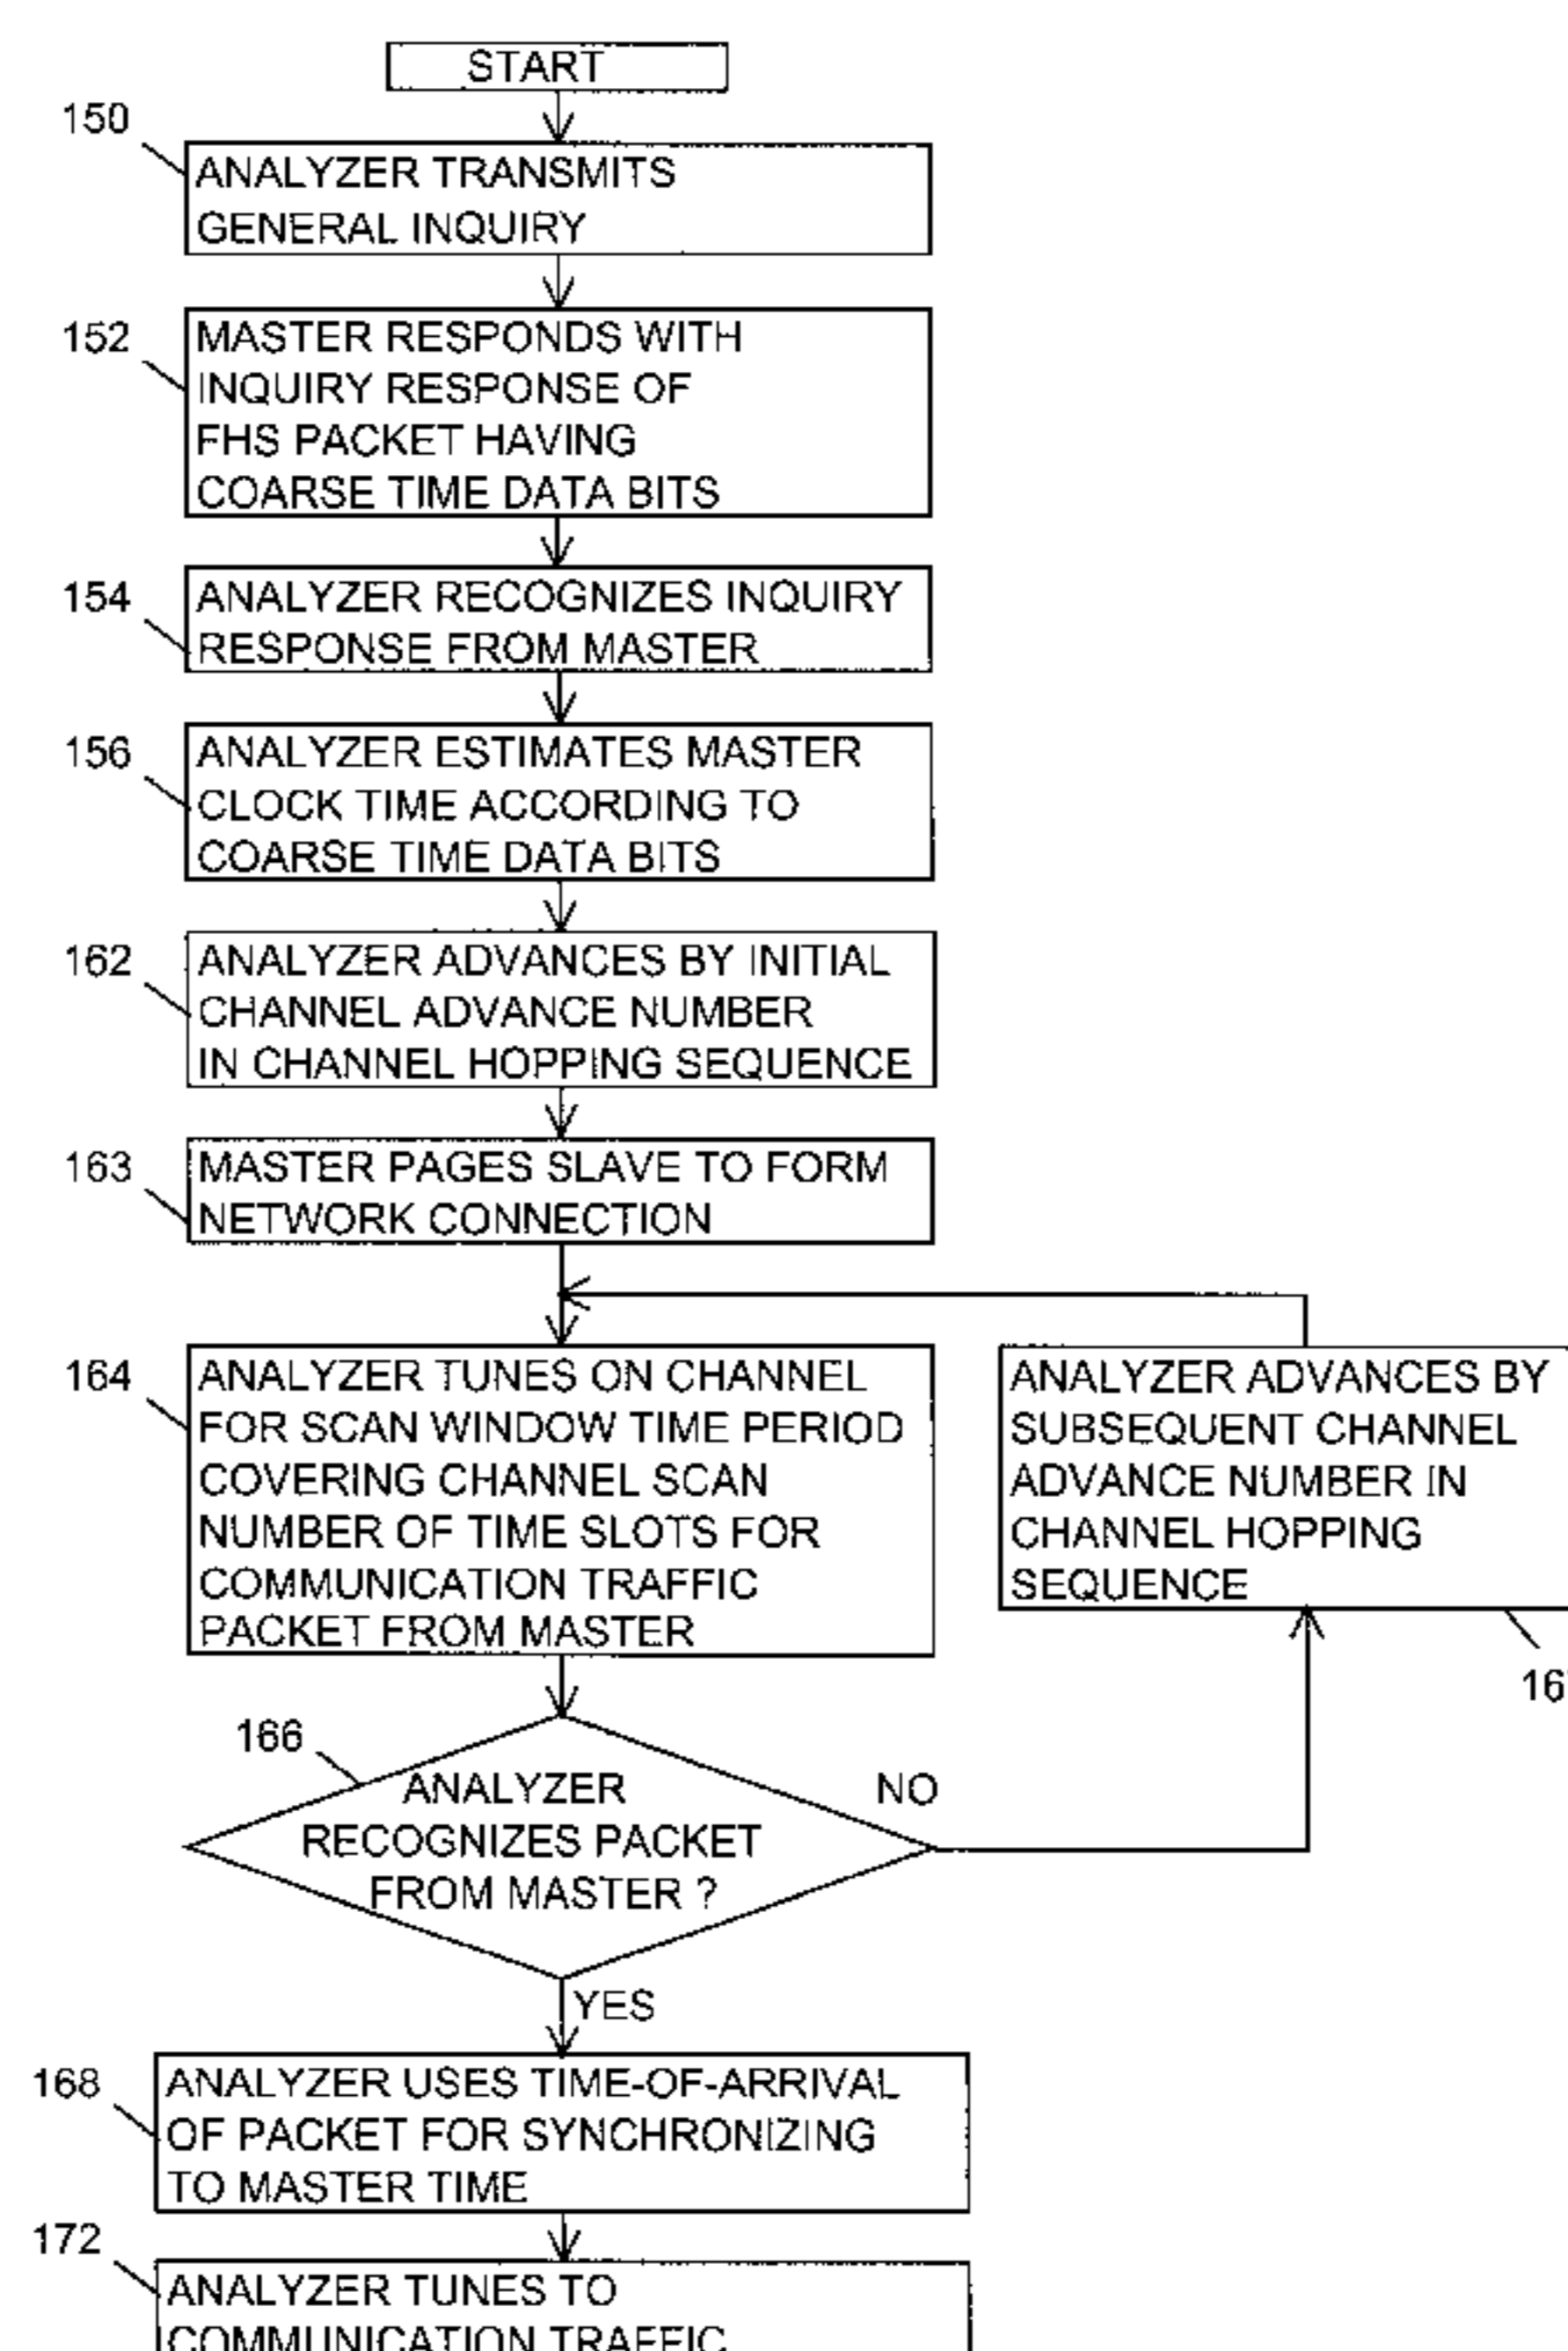 START
150
ANALYZER TRANSMITS
GENERAL INQUIRY
152
MASTER RESPONDS WITH
INQUIRY RESPONSE OF
FHS PACKET HAVING
COARSE TIME DATA BITS
154
ANALYZER RECOGNIZES INQUIRY
RESPONSE FROM MASTER
156
ANALYZER ESTIMATES MASTER
CLOCK TIME ACCORDING TO
COARSE TIME DATA BITS
162
ANALYZER ADVANCES BY INITIAL
CHANNEL ADVANCE NUMBER
IN CHANNEL HOPPING SEQUENCE
163
MASTER PAGES SLAVE TO FORM
NETWORK CONNECTION
164
ANALYZER TUNES ON CHANNEL
FOR SCAN WINDOW TIME PERIOD
COVERING CHANNEL SCAN
NUMBER OF TIME SLOTS FOR
COMMUNICATION TRAFFIC
PACKET FROM MASTER
ANALYZER ADVANCES BY
SUBSEQUENT CHANNEL
ADVANCE NUMBER IN
CHANNEL HOPPING
SEQUENCE
166
ANALYZER
RECOGNIZES PACKET
FROM MASTER ?
NO
YES
168
ANALYZER USES TIME-OF-ARRIVAL
OF PACKET FOR SYNCHRONIZING
TO MASTER TIME
172
ANALYZER TUNES TO
COMMUNICATION TRAFFIC